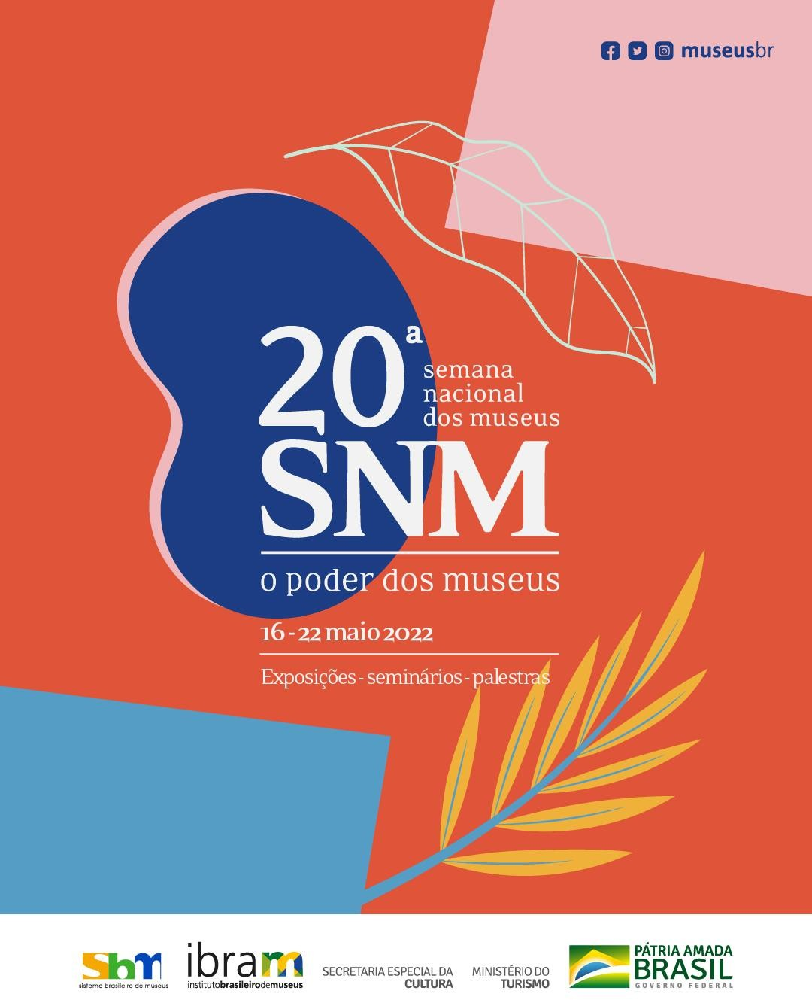 museusbr
20ª
semana
nacional
dos museus
SNM
o poder dos museus
16 - 22 maio 2022
Exposições - seminários - palestras
sbm
sistema brasileiro de museus
ibram
institutobrasileirodemuseus
SECRETARIA ESPECIAL DA
CULTURA
MINISTÉRIO DO
TURISMO
PÁTRIA AMADA
BRASIL
GOVERNO FEDERAL